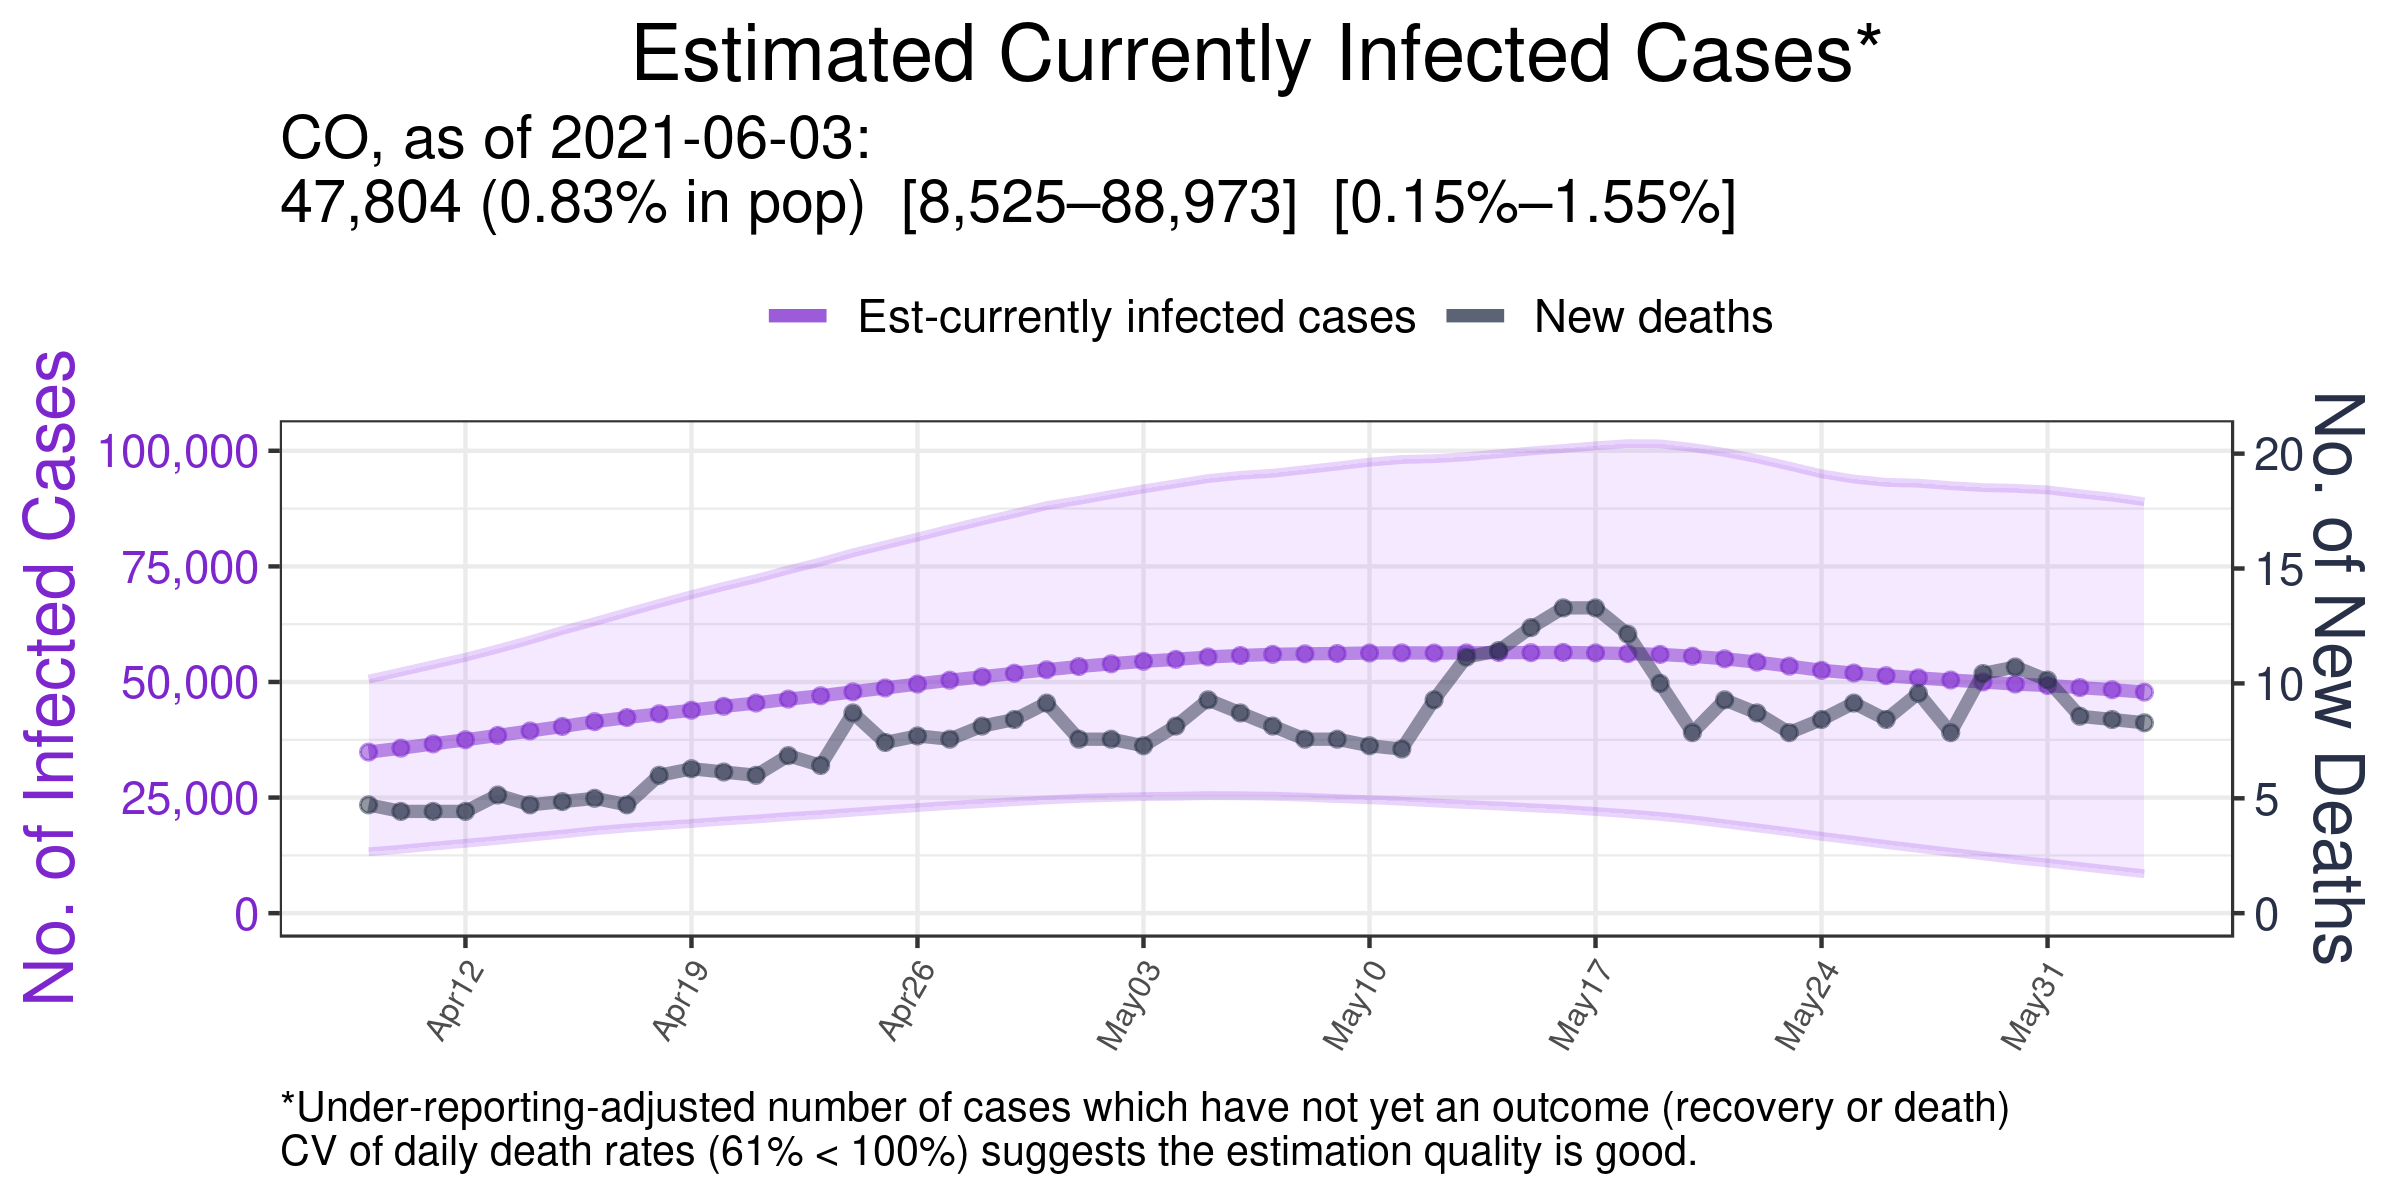 Estimated Currently Infected Cases*
CO, as of 2021-06-03:
47,804 (0.83% in pop)  [8,525–88,973]  [0.15%–1.55%]
Est-currently infected cases
New deaths
No. of Infected Cases
100,000
75,000
50,000
25,000
0
No. of New Deaths
20
15
10
5
0
Apr12
Apr19
Apr26
May03
May10
May17
May24
May31
*Under-reporting-adjusted number of cases which have not yet an outcome (recovery or death)
CV of daily death rates (61% < 100%) suggests the estimation quality is good.